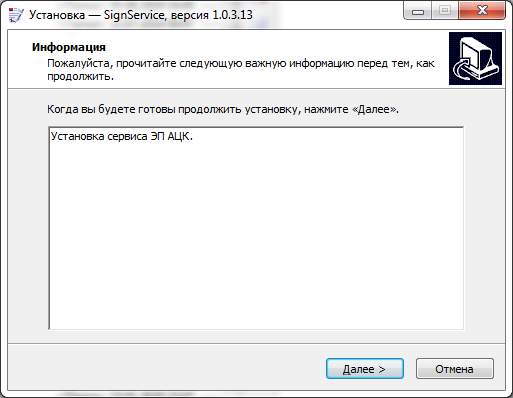 Установка — SignService, версия 1.0.3.13
Информация
Пожалуйста, прочитайте следующую важную информацию перед тем, как
продолжить.
Когда вы будете готовы продолжить установку, нажмите «Далее».
Установка сервиса ЭП АЦК.
Далее >
Отмена